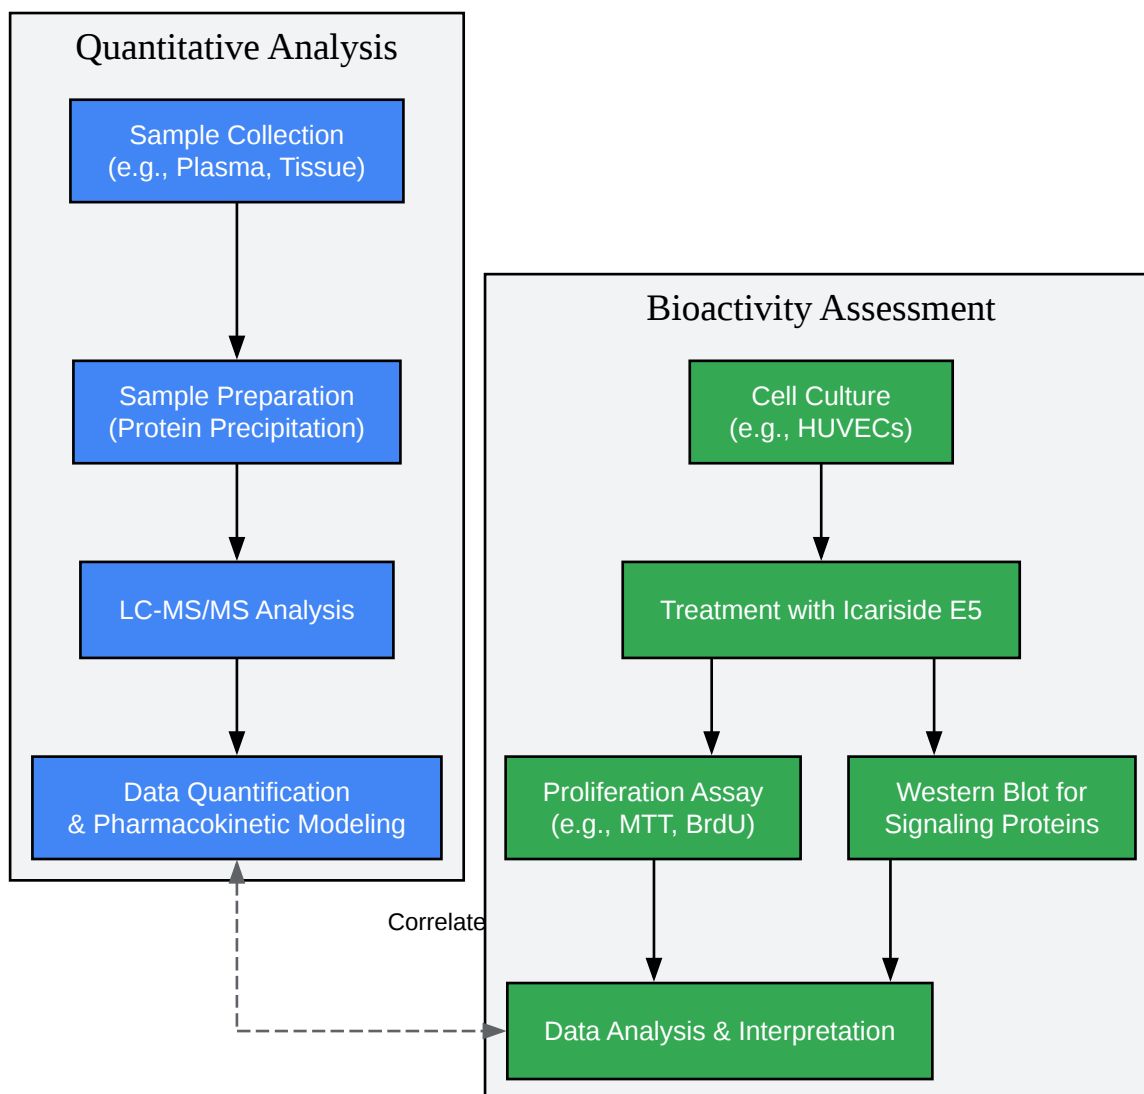 Quantitative Analysis
Sample Collection
(e.g., Plasma, Tissue)
Sample Preparation
(Protein Precipitation)
LC-MS/MS Analysis
Data Quantification
& Pharmacokinetic Modeling
Correlate
Bioactivity Assessment
Cell Culture
(e.g., HUVECs)
Treatment with Icariside E5
Proliferation Assay
(e.g., MTT, BrdU)
Western Blot for
Signaling Proteins
Data Analysis & Interpretation